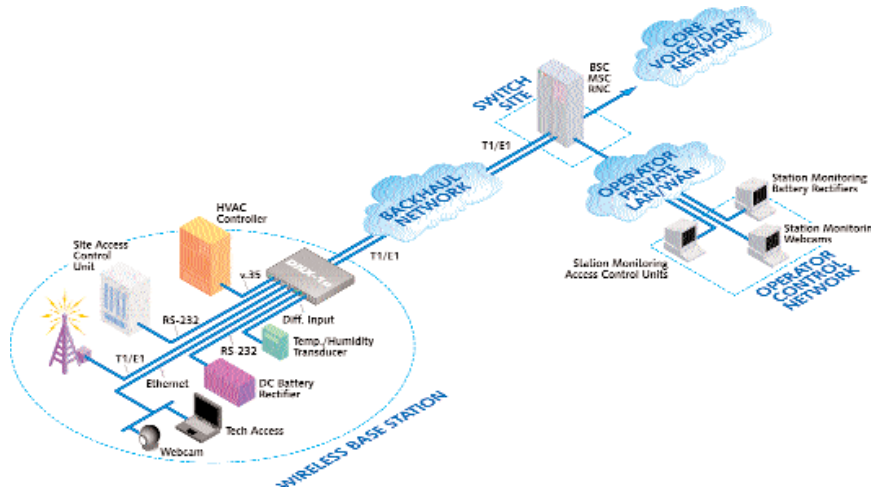 CORE
VOICE/DATA
NETWORK
BSC
MSC
RNC
SWITCH
SITE
T1/E1
BACKHAUL
NETWORK
OPERATOR
PRIVATE
LAN/WAN
Station Monitoring
Battery Rectifiers
Station Monitorin
Webcams
Station Monitoring
Access Control Units
OPERATOR
CONTROL
NETWORK
HVAC
Controller
Site Access
Control
Unit
v.35
T1/E1
RS-232
Diff. Input
RS-232
Temp./Humidity
Transducer
T1/E1
Ethernet
DC Battery
Rectifier
Tech Access
Webcam
WIRELESS BASE STATION